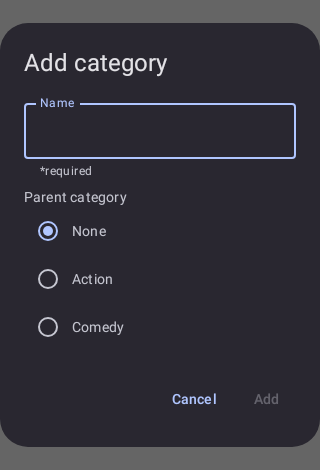 Add category
Name
*required
Parent category
None
Action
Comedy
Cancel Add